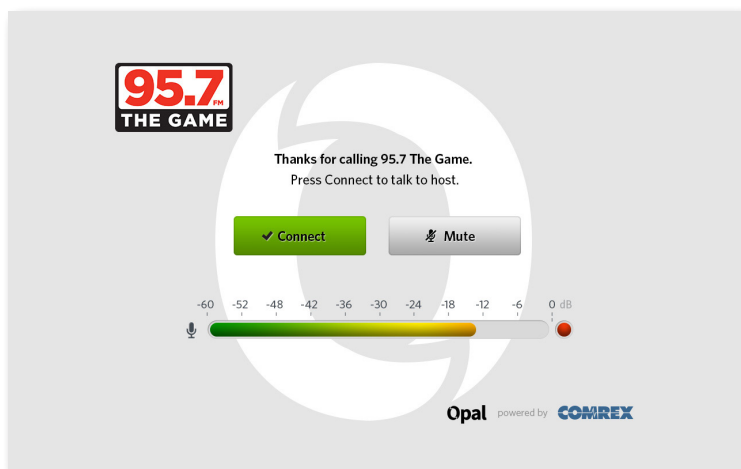 95.7 FM
THE GAME
Thanks for calling 95.7 The Game.
Press Connect to talk to host.
Connect
Mute
-60 -52 -48 -42 -36 -30 -24 -18 -12 -6 0 dB
Opal powered by COMREX